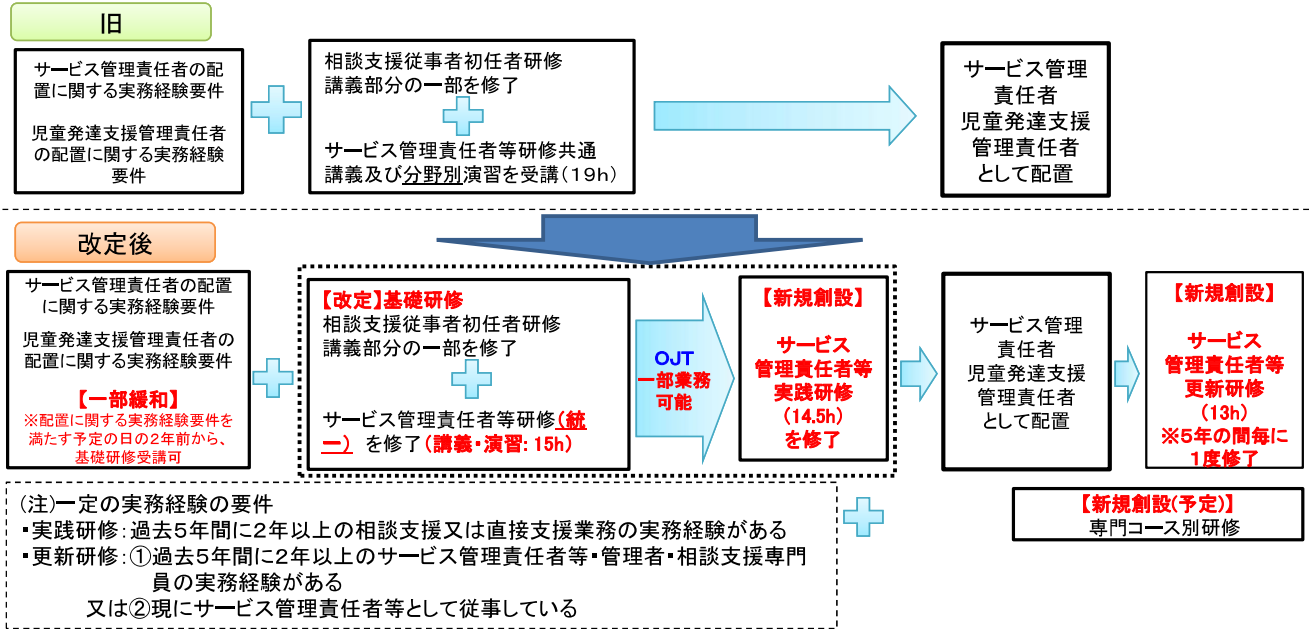 旧
サービス管理責任者の配
置に関する実務経験要件
児童発達支援管理責任者
の配置に関する実務経験
要件
相談支援従事者初任者研修
講義部分の一部を修了
サービス管理責任者等研修共通
講義及び分野別演習を受講(19h)
サービス管理
責任者
児童発達支援
管理責任者
として配置
改定後
サービス管理責任者の配置
に関する実務経験要件
児童発達支援管理責任者の
配置に関する実務経験要件
【一部緩和】
※配置に関する実務経験要件を
満たす予定の日の2年前から、
基礎研修受講可
【改定】基礎研修
相談支援従事者初任者研修
講義部分の一部を修了
サービス管理責任者等研修(統
一) を修了(講義・演習:15h)
OJT
一部業務
可能
【新規創設】
サービス
管理責任者等
実践研修
(14.5h)
を修了
サービス管理
責任者
児童発達支援
管理責任者
として配置
【新規創設】
サービス
管理責任者等
更新研修
(13h)
※5年の間毎に
1度修了
【新規創設(予定)】
専門コース別研修
(注)一定の実務経験の要件
・実践研修:過去5年間に2年以上の相談支援又は直接支援業務の実務経験がある
・更新研修:①過去5年間に2年以上のサービス管理責任者等・管理者・相談支援専門
員の実務経験がある
又は②現にサービス管理責任者等として従事している